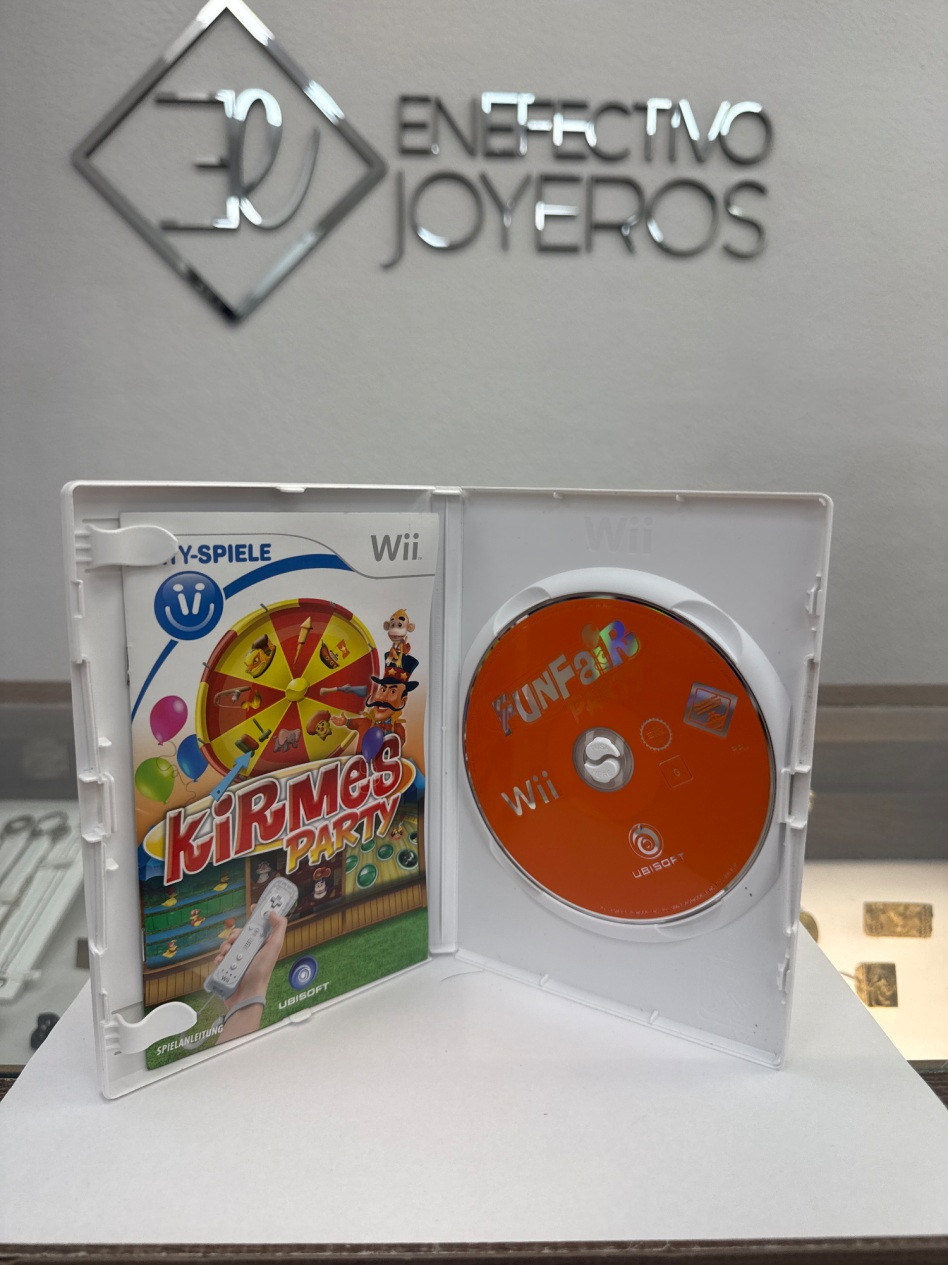 ENEFECTIVO
JOYEROS
Y-SPIELE
Wii
KIRMES
PARTY
UBISOFT
SPIELANLEITUNG
Wii
FUNFAIR
PARTY
Wii
UBISOFT